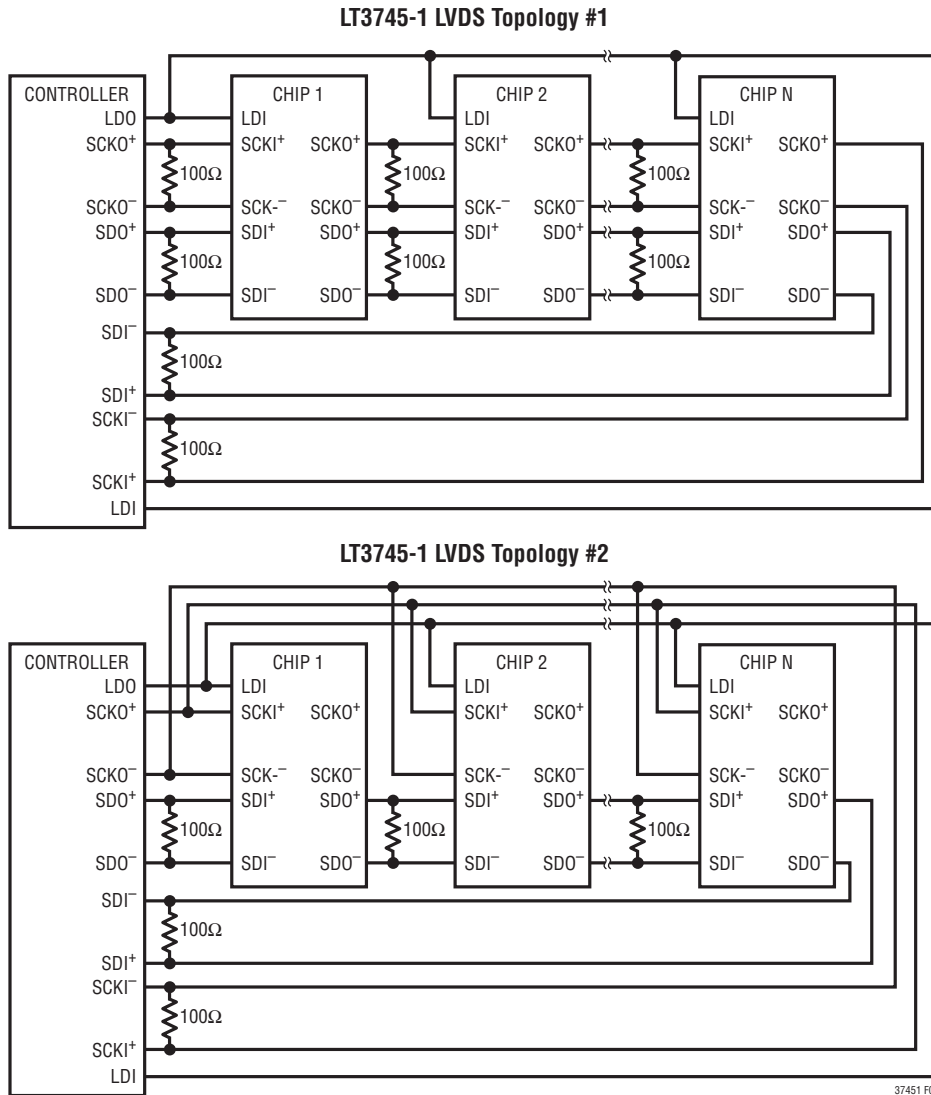 LT3745-1 LVDS Topology #1
CONTROLLER
LDO
SCKO+
SCKO–
SDO+
SDO–
SDI–
SDI+
SCKI–
SCKI+
LDI
100Ω
100Ω
100Ω
100Ω
CHIP 1
LDI
SCKI+ SCKO+
SCK-– SCKO–
SDI+ SDO+
SDI– SDO–
100Ω
100Ω
CHIP 2
LDI
SCKI+ SCKO+
SCK-– SCKO–
SDI+ SDO+
SDI– SDO–
100Ω
100Ω
CHIP N
LDI
SCKI+ SCKO+
SCK-– SCKO–
SDI+ SDO+
SDI– SDO–
LT3745-1 LVDS Topology #2
CONTROLLER
LDO
SCKO+
SCKO–
SDO+
SDO–
SDI–
SDI+
SCKI–
SCKI+
LDI
100Ω
100Ω
100Ω
CHIP 1
LDI
SCKI+ SCKO+
SCK-– SCKO–
SDI+ SDO+
SDI– SDO–
100Ω
CHIP 2
LDI
SCKI+ SCKO+
SCK-– SCKO–
SDI+ SDO+
SDI– SDO–
100Ω
CHIP N
LDI
SCKI+ SCKO+
SCK-– SCKO–
SDI+ SDO+
SDI– SDO–
37451